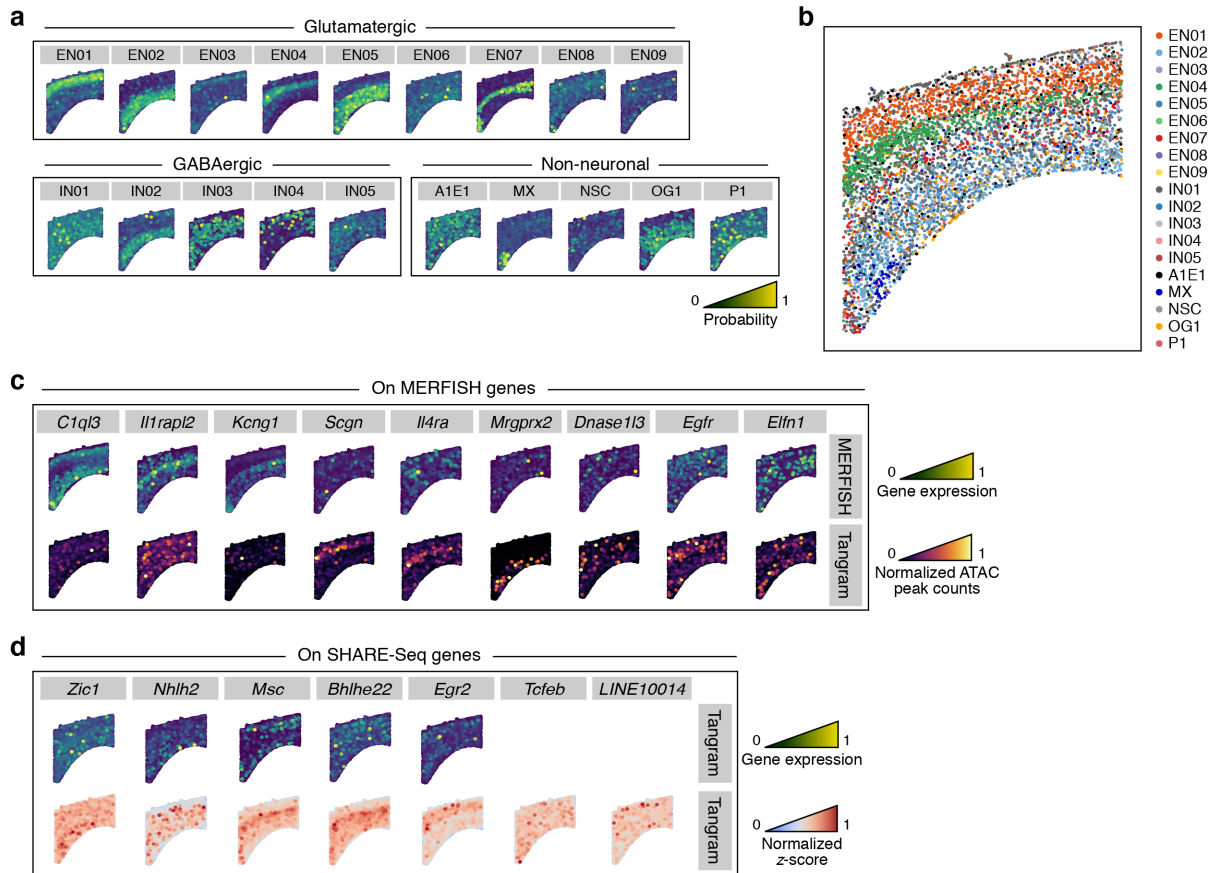 a
Glutamatergic
EN01 EN02 EN03 EN04 EN05 EN06 EN07 EN08 EN09
GABAergic
IN01 IN02 IN03 IN04 IN05
Non-neuronal
A1E1 MX NSC OG1 P1
0 1
Probability
b
EN01
EN02
EN03
EN04
EN05
EN06
EN07
EN08
EN09
IN01
IN02
IN03
IN04
IN05
A1E1
MX
NSC
OG1
P1
c
On MERFISH genes
C1ql3 Il1rapl2 Kcng1 Scgn Il4ra Mrgprx2 Dnase1l3 Egfr Elfn1
MERFISH
Tangram
0 1
Gene expression
0 1
Normalized ATAC
peak counts
d
On SHARE-Seq genes
Zic1 Nhlh2 Msc Bhlhe22 Egr2 Tcfeb LINE10014
Tangram
Tangram
0 1
Gene expression
0 1
Normalized
z-score